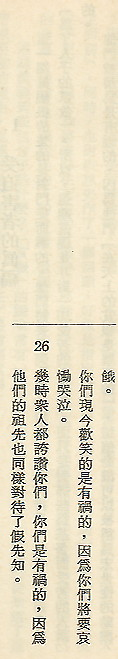 餓。
你們現今歡笑的是有禍的，因爲你們將要哀
慟哭泣。
26 幾時衆人都誇讚你們，你們是有禍的，因爲
他們的祖先也同樣對待了假先知。